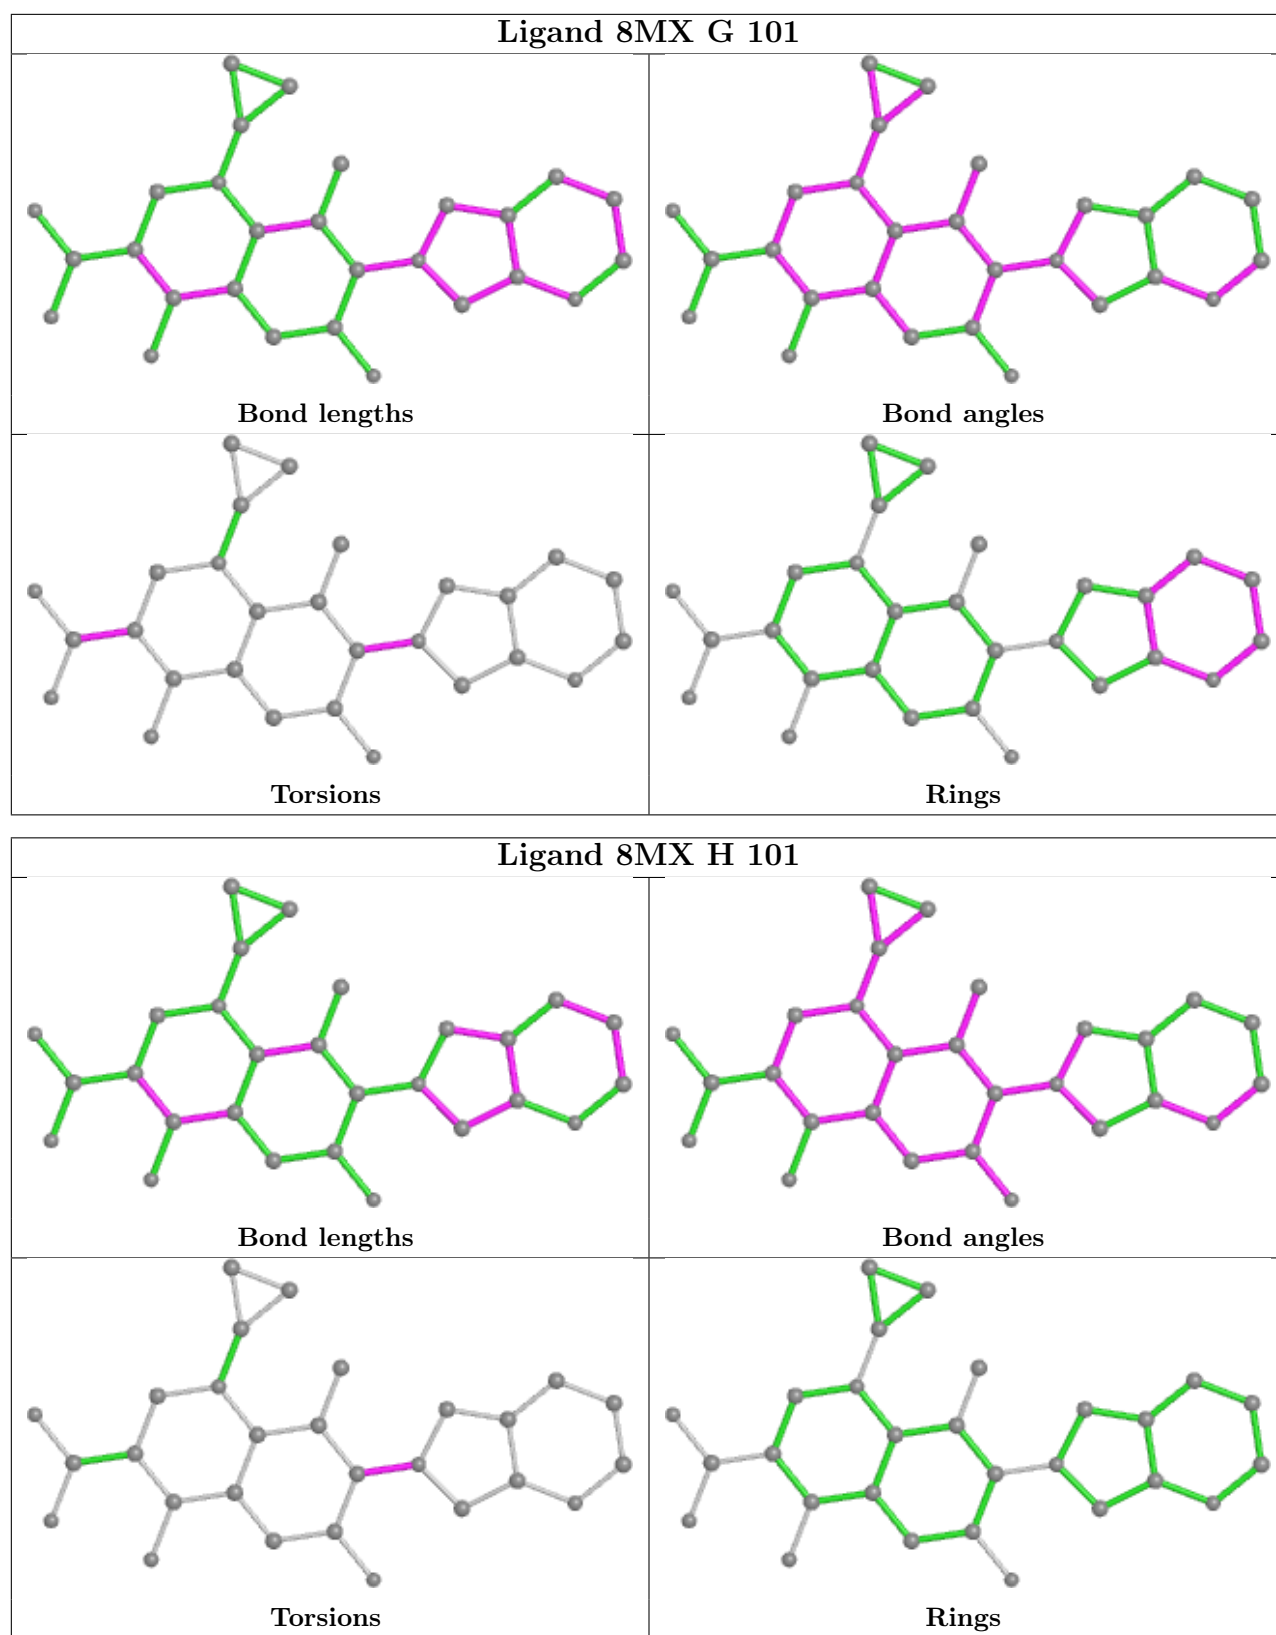 Ligand 8MX G 101
Bond lengths
Bond angles
Torsions
Rings
Ligand 8MX H 101
Bond lengths
Bond angles
Torsions
Rings